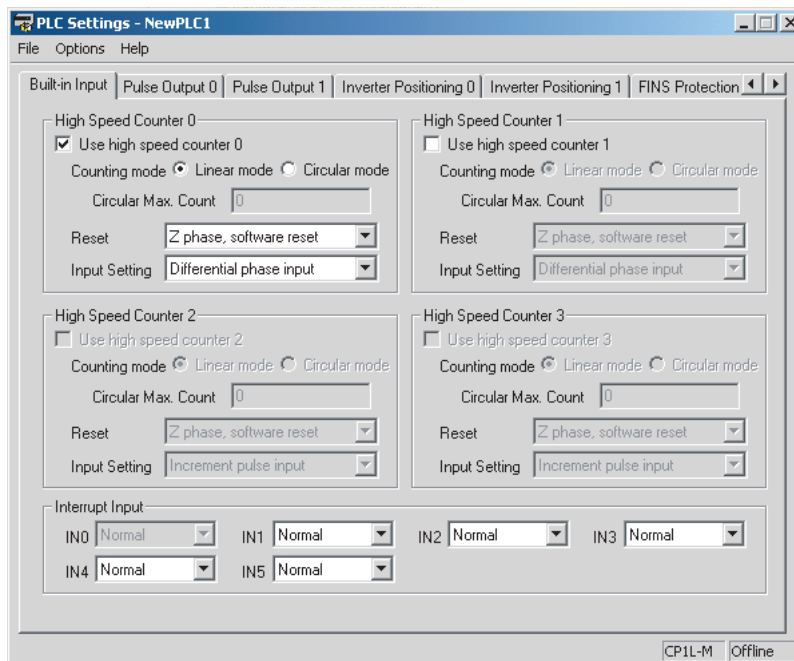 PLC Settings - NewPLC1
File Options Help
Built-in Input Pulse Output 0 Pulse Output 1 Inverter Positioning 0 Inverter Positioning 1 FINS Protection
High Speed Counter 0
Use high speed counter 0
Counting mode Linear mode Circular mode
Circular Max. Count 0
Reset Z phase, software reset
Input Setting Differential phase input
High Speed Counter 1
Use high speed counter 1
Counting mode Linear mode Circular mode
Circular Max. Count 0
Reset Z phase, software reset
Input Setting Differential phase input
High Speed Counter 2
Use high speed counter 2
Counting mode Linear mode Circular mode
Circular Max. Count 0
Reset Z phase, software reset
Input Setting Increment pulse input
High Speed Counter 3
Use high speed counter 3
Counting mode Linear mode Circular mode
Circular Max. Count 0
Reset Z phase, software reset
Input Setting Increment pulse input
Interrupt Input
IN0 Normal IN1 Normal IN2 Normal IN3 Normal
IN4 Normal IN5 Normal
CP1L-M Offline